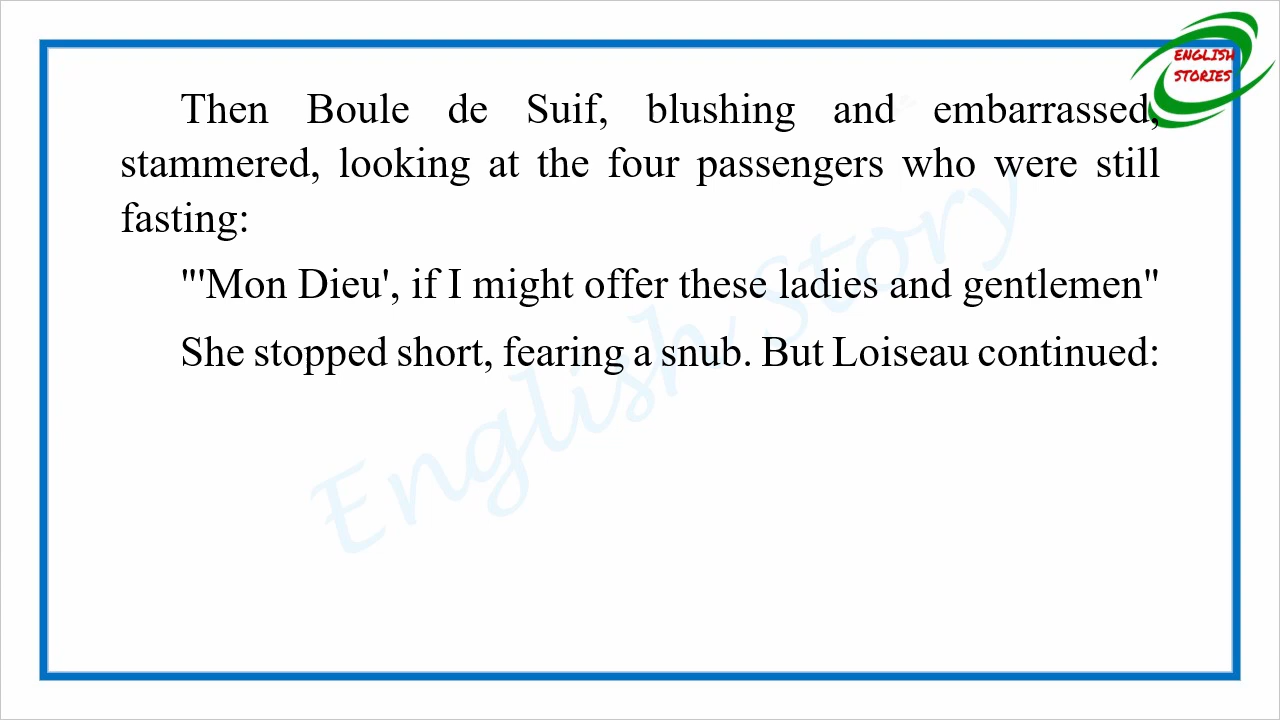 ENGLISH
STORIES
Then Boule de Suif, blushing and embarrassed,
stammered, looking at the four passengers who were still
fasting:
"'Mon Dieu', if I might offer these ladies and gentlemen"
She stopped short, fearing a snub. But Loiseau continued:
English Story